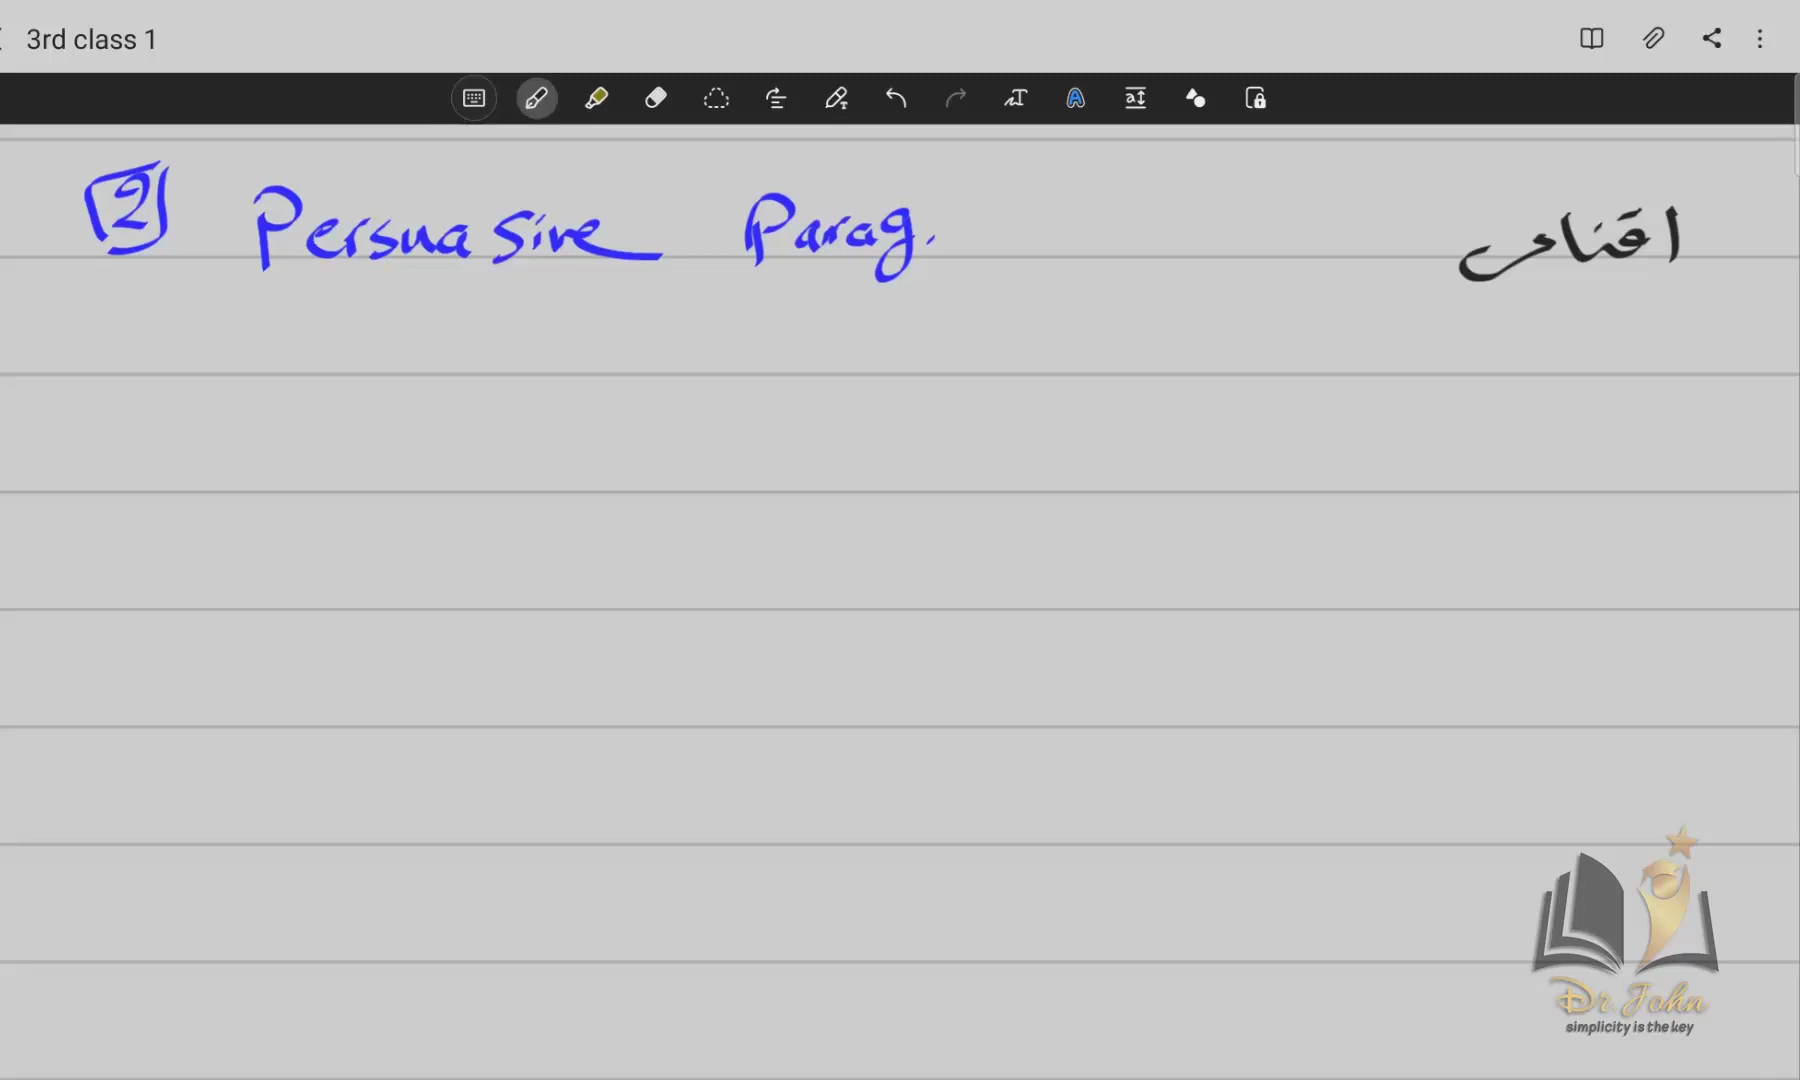 3rd class 1
2 Persuasive Parag. اقناعى
Dr John
simplicity is the key